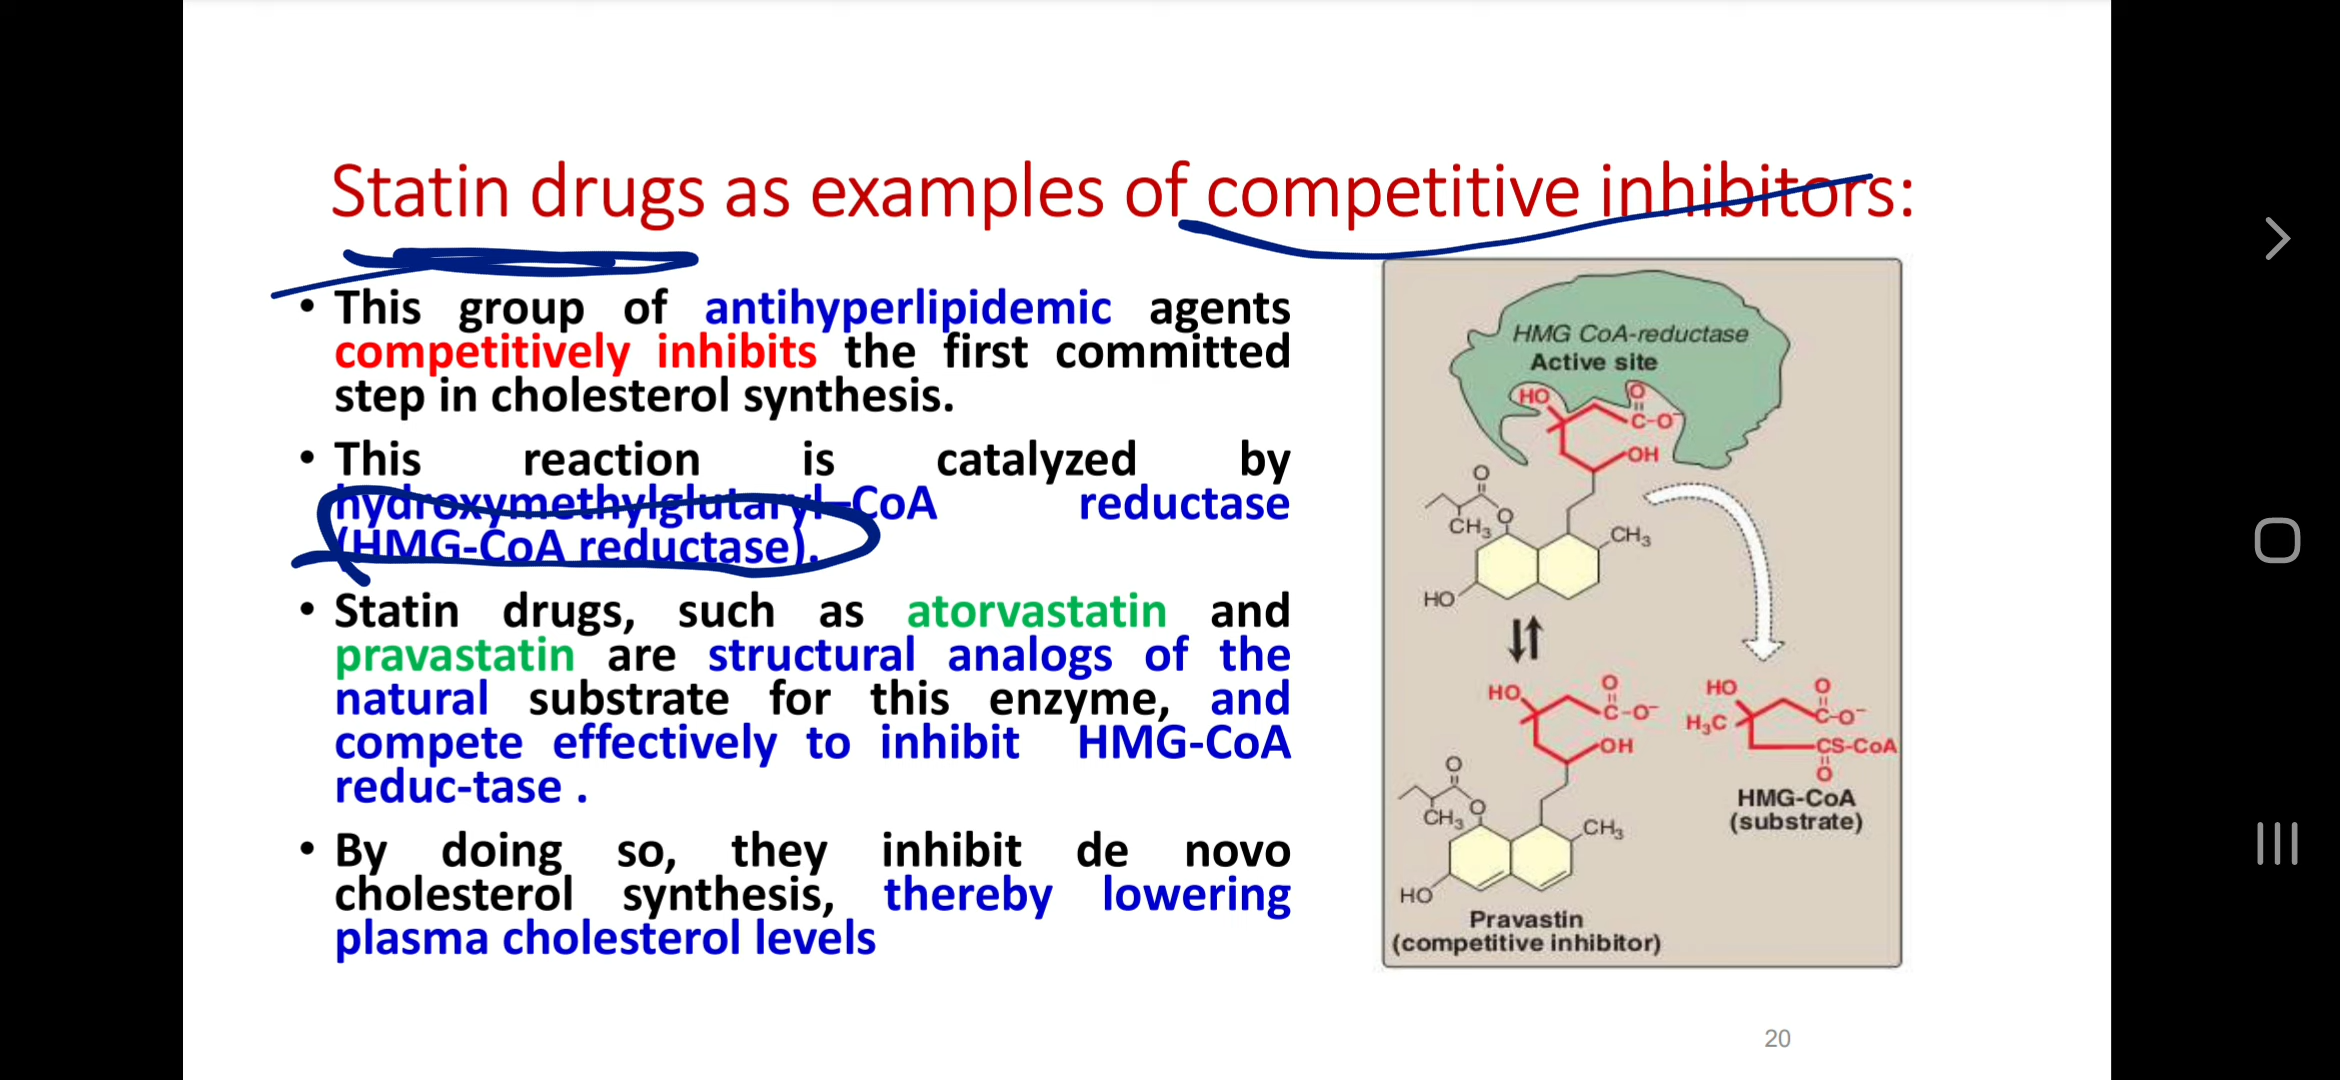 Statin drugs as examples of competitive inhibitors:
• This group of antihyperlipidemic agents
competitively inhibits the first committed
step in cholesterol synthesis.
• This reaction is catalyzed by
hydroxymethylglutaryl–CoA reductase
(HMG-CoA reductase).
• Statin drugs, such as atorvastatin and
pravastatin are structural analogs of the
natural substrate for this enzyme, and
compete effectively to inhibit HMG-CoA
reduc-tase .
• By doing so, they inhibit de novo
cholesterol synthesis, thereby lowering
plasma cholesterol levels
HMG CoA-reductase
Active site
HO
O
C-O⁻
OH
O
O
CH₃
CH₃
HO
HO
O
C-O⁻
OH
O
O
CH₃
CH₃
HO
Pravastin
(competitive inhibitor)
HO
O
H₃C
C-O⁻
CS-CoA
O
HMG-CoA
(substrate)
20